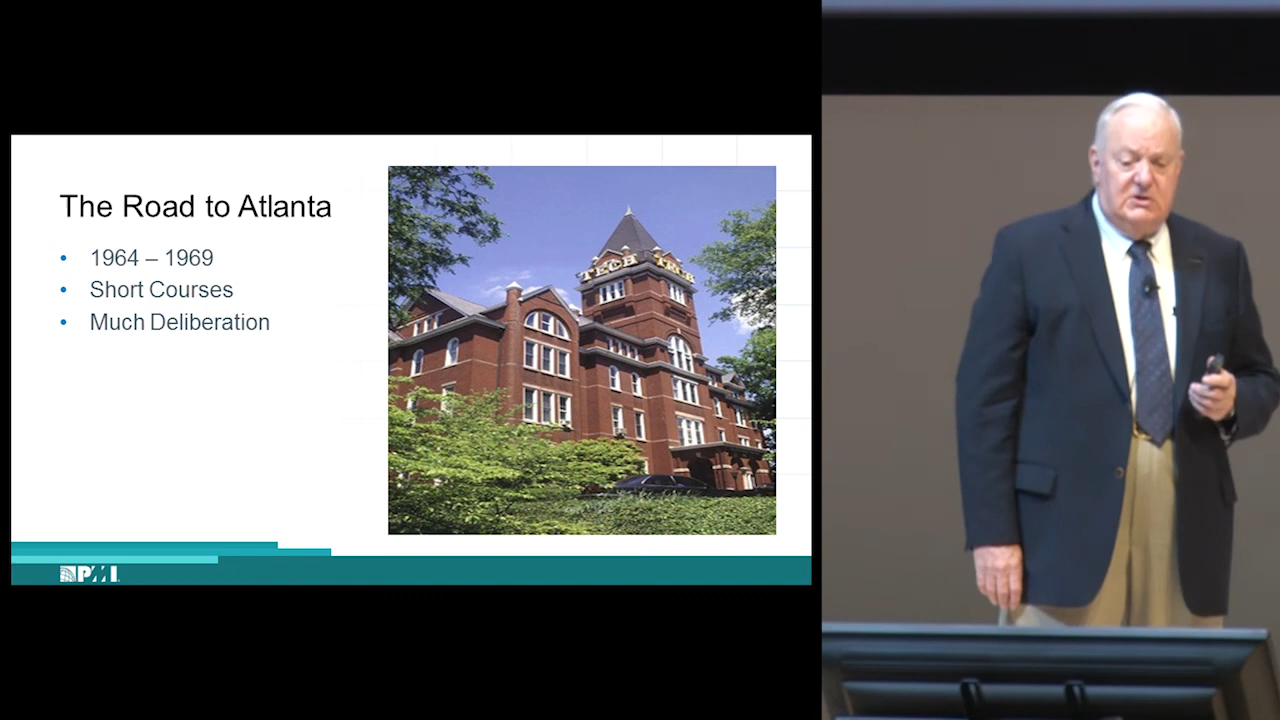 The Road to Atlanta
• 1964 – 1969
• Short Courses
• Much Deliberation
TECH TECH
PMI